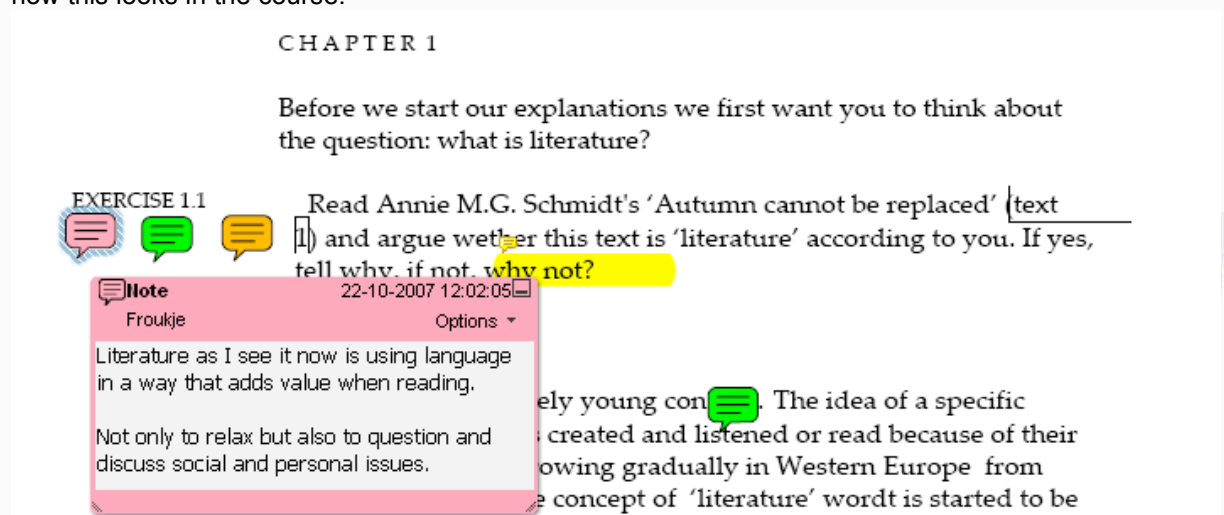 now this looks in the course.
CHAPTER 1
Before we start our explanations we first want you to think about
the question: what is literature?
EXERCISE 1.1
Read Annie M.G. Schmidt's ‘Autumn cannot be replaced’ (text
1) and argue wether this text is ‘literature’ according to you. If yes,
tell why, if not, why not?
Note 22-10-2007 12:02:05
Froukje Options
Literature as I see it now is using language
in a way that adds value when reading.
Not only to relax but also to question and
discuss social and personal issues.
young . The idea of a specific
created and listened or read because of their
gradually in Western Europe from
concept of ‘literature’ wordt is started to be